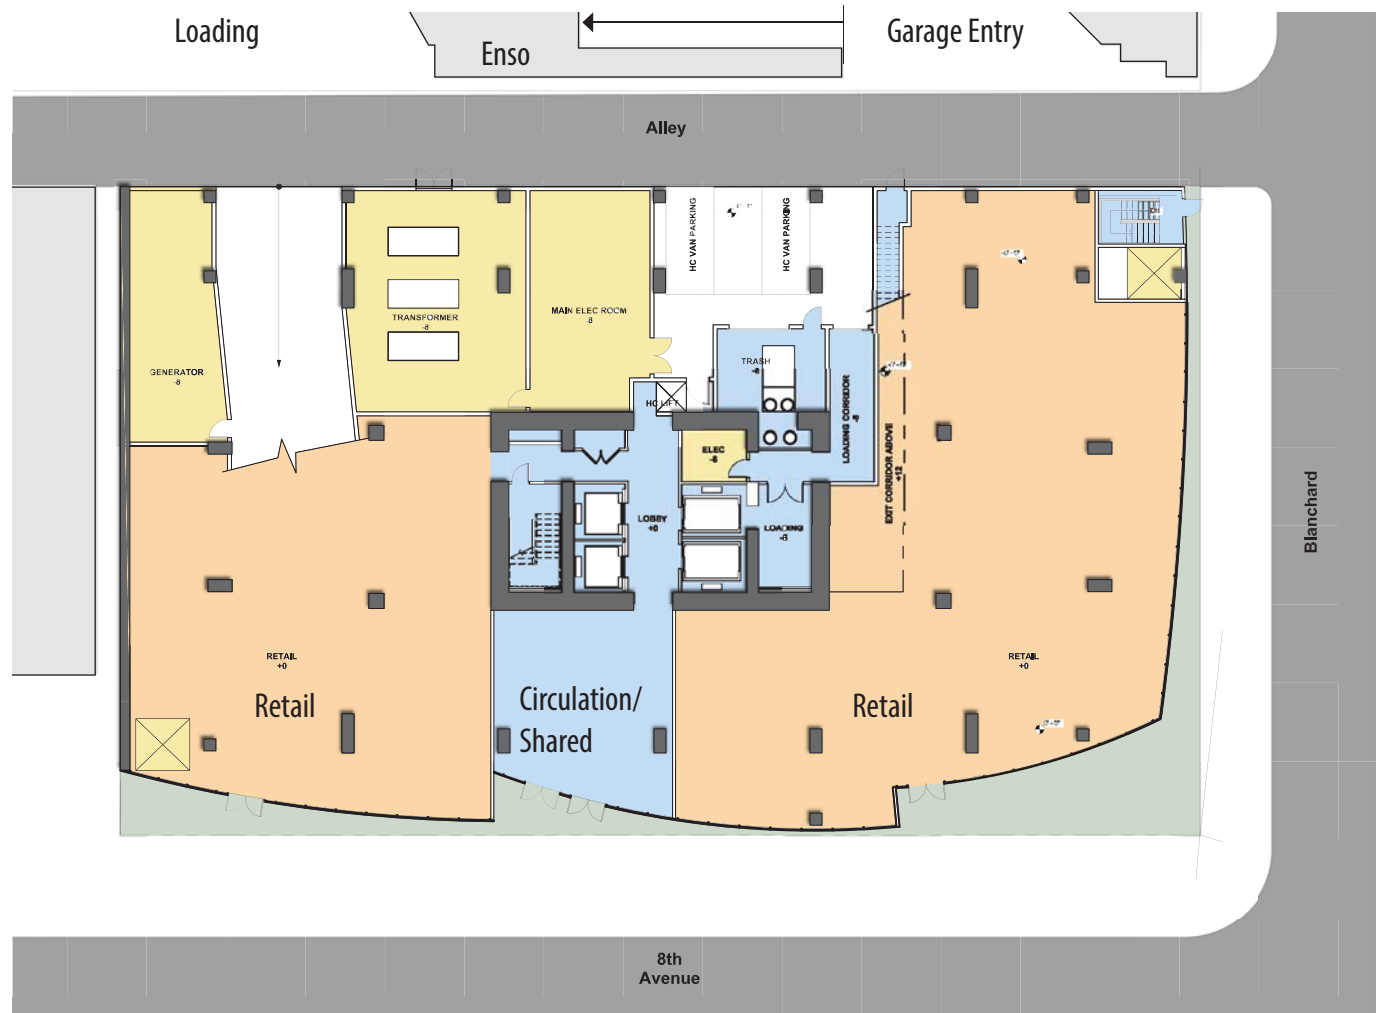 Loading
Enso
Garage Entry
Alley
HC VAN PARKING
HC VAN PARKING
DN
TRANSFORMER
-8
MAIN ELEC ROOM
-8
GENERATOR
-8
TRASH
HC LIFT
LOADING CORRIDOR
-8
ELEC
-8
EXIT CORRIDOR ABOVE
+12
LOBBY
+0
LOADING
Blanchard
RETAIL
+0
RETAIL
+0
Retail
Circulation/
Shared
Retail
8th
Avenue